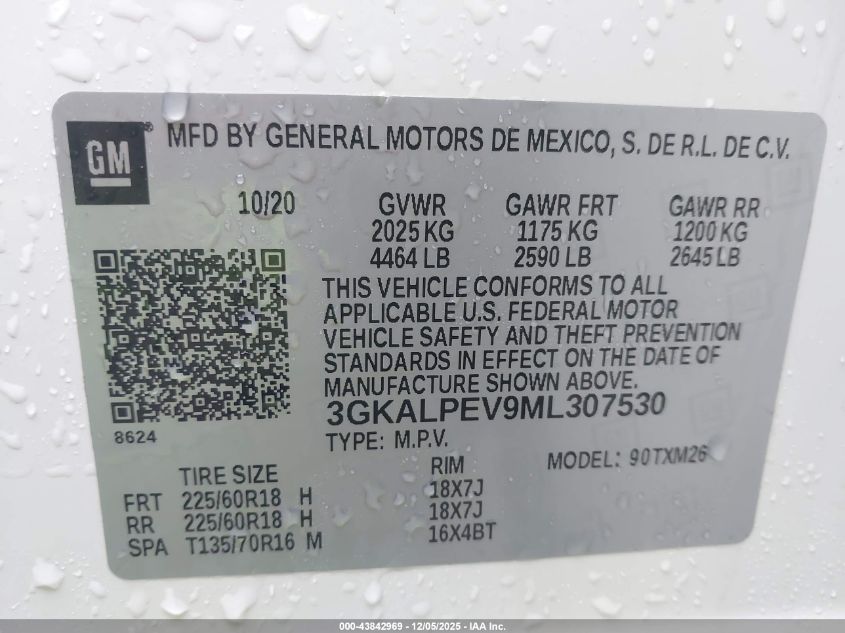 GM ® MFD BY GENERAL MOTORS DE MEXICO, S. DE R.L. DE C.V.
10/20 GVWR GAWR FRT GAWR RR
2025 KG 1175 KG 1200 KG
4464 LB 2590 LB 2645 LB
THIS VEHICLE CONFORMS TO ALL
APPLICABLE U.S. FEDERAL MOTOR
VEHICLE SAFETY AND THEFT PREVENTION
STANDARDS IN EFFECT ON THE DATE OF
MANUFACTURE SHOWN ABOVE.
3GKALPEV9ML307530
8624
TYPE: M.P.V. MODEL: 90TXM26
TIRE SIZE RIM
FRT 225/60R18 H 18X7J
RR 225/60R18 H 18X7J
SPA T135/70R16 M 16X4BT
000-43842969 - 12/05/2025 - IAA Inc.